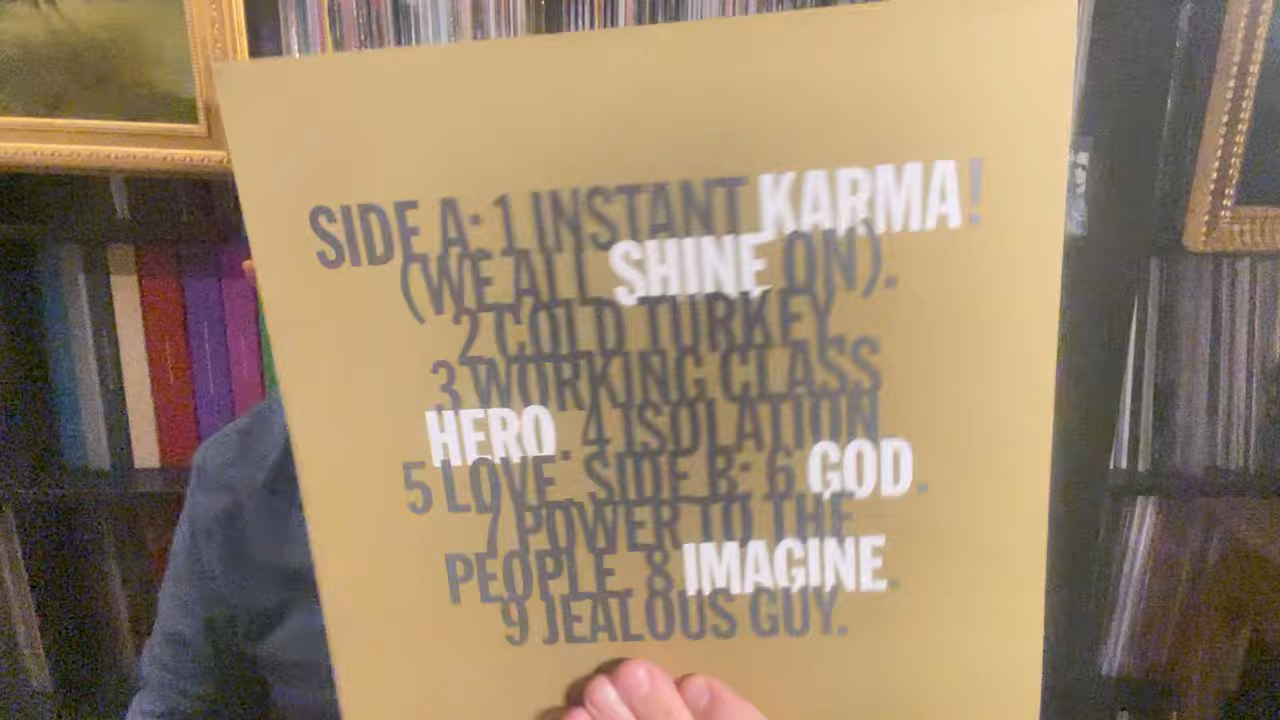 SIDE A: 1 INSTANT KARMA!
(WE ALL SHINE ON).
2 COLD TURKEY.
3 WORKING CLASS
HERO. 4 ISOLATION.
5 LOVE. SIDE B: 6 GOD.
7 POWER TO THE
PEOPLE. 8 IMAGINE.
9 JEALOUS GUY.